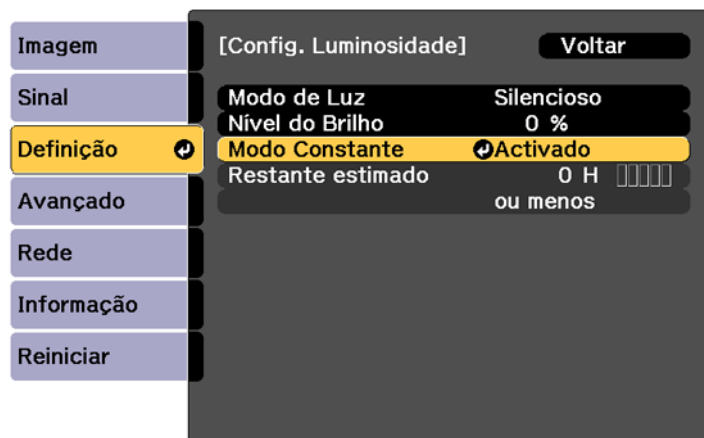 Imagem
Sinal
Definição
Avançado
Rede
Informação
Reiniciar
[Config. Luminosidade] Voltar
Modo de Luz Silencioso
Nível do Brilho 0 %
Modo Constante Activado
Restante estimado 0 H
ou menos